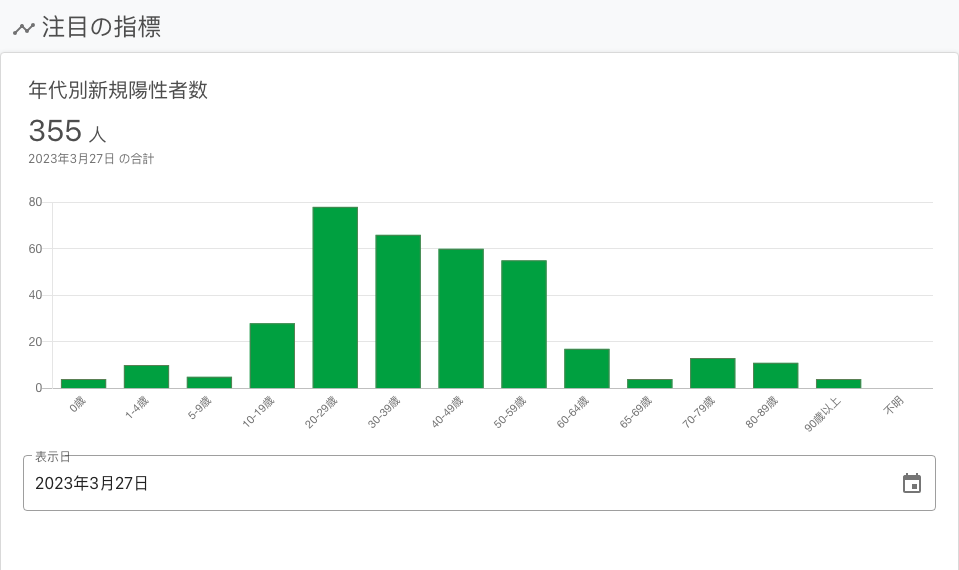 注目の指標
年代別新規陽性者数
355 人
2023年3月27日 の合計
80
60
40
20
0
0歳
1-4歳
5-9歳
10-19歳
20-29歳
30-39歳
40-49歳
50-59歳
60-64歳
65-69歳
70-79歳
80-89歳
90歳以上
不明
表示日
2023年3月27日